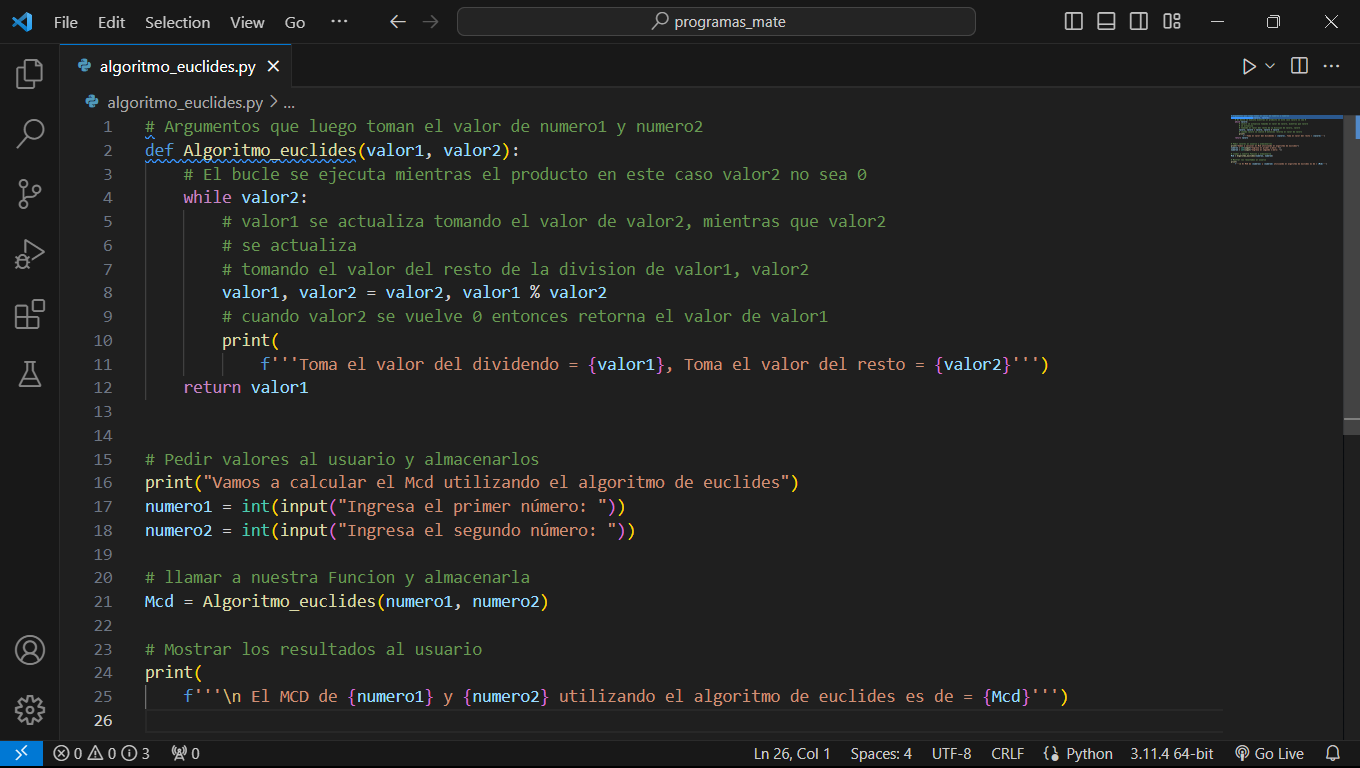 File Edit Selection View Go ··· programas_mate
algoritmo_euclides.py
algoritmo_euclides.py > ...
1 # Argumentos que luego toman el valor de numero1 y numero2
2 def Algoritmo_euclides(valor1, valor2):
3 # El bucle se ejecuta mientras el producto en este caso valor2 no sea 0
4 while valor2:
5 # valor1 se actualiza tomando el valor de valor2, mientras que valor2
6 # se actualiza
7 # tomando el valor del resto de la division de valor1, valor2
8 valor1, valor2 = valor2, valor1 % valor2
9 # cuando valor2 se vuelve 0 entonces retorna el valor de valor1
10 print(
11 f'''Toma el valor del dividendo = {valor1}, Toma el valor del resto = {valor2}''')
12 return valor1
13
14
15 # Pedir valores al usuario y almacenarlos
16 print("Vamos a calcular el Mcd utilizando el algoritmo de euclides")
17 numero1 = int(input("Ingresa el primer número: "))
18 numero2 = int(input("Ingresa el segundo número: "))
19
20 # llamar a nuestra Funcion y almacenarla
21 Mcd = Algoritmo_euclides(numero1, numero2)
22
23 # Mostrar los resultados al usuario
24 print(
25 f'''\n El MCD de {numero1} y {numero2} utilizando el algoritmo de euclides es de = {Mcd}''')
26
0 0 3 0 Ln 26, Col 1 Spaces: 4 UTF-8 CRLF Python 3.11.4 64-bit Go Live